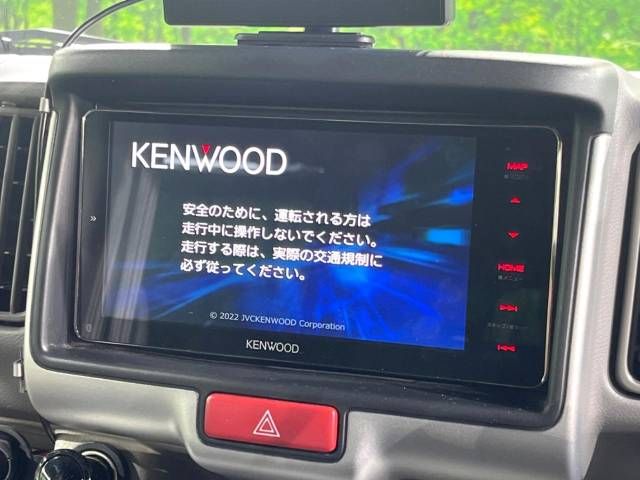 KENWOOD
安全のために、運転される方は
走行中に操作しないでください。
走行する際は、実際の交通規制に
必ず従ってください。
© 2022 JVCKENWOOD Corporation
KENWOOD
MAP
HOME